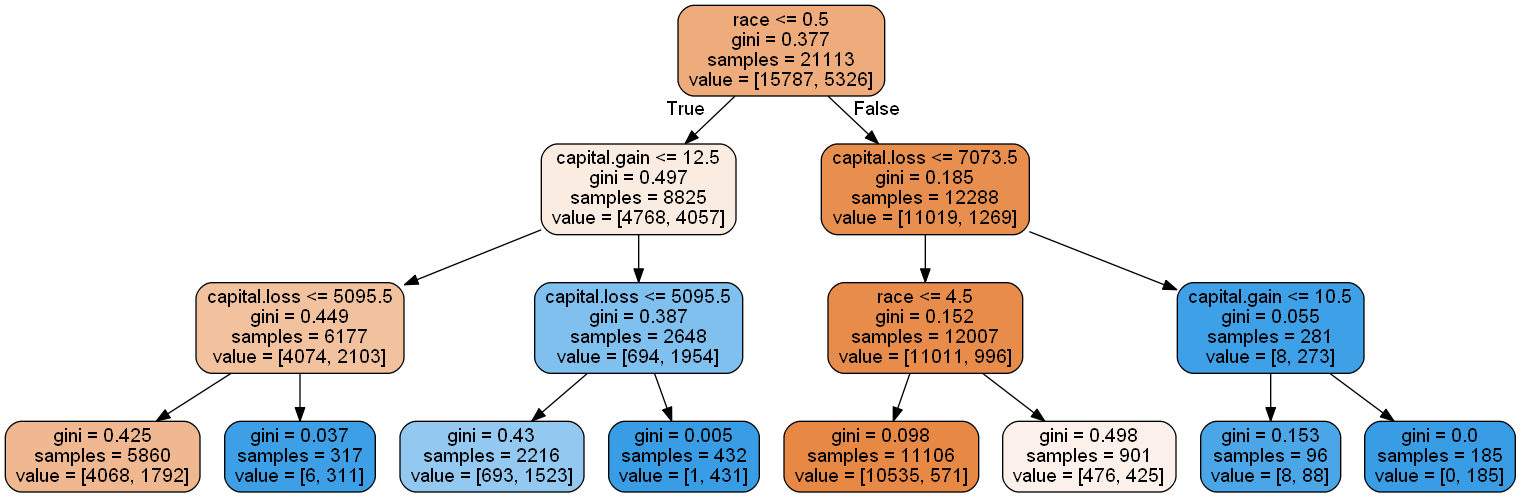 race <= 0.5
gini = 0.377
samples = 21113
value = [15787, 5326]
True
False
capital.gain <= 12.5
gini = 0.497
samples = 8825
value = [4768, 4057]
capital.loss <= 7073.5
gini = 0.185
samples = 12288
value = [11019, 1269]
capital.loss <= 5095.5
gini = 0.449
samples = 6177
value = [4074, 2103]
capital.loss <= 5095.5
gini = 0.387
samples = 2648
value = [694, 1954]
race <= 4.5
gini = 0.152
samples = 12007
value = [11011, 996]
capital.gain <= 10.5
gini = 0.055
samples = 281
value = [8, 273]
gini = 0.425
samples = 5860
value = [4068, 1792]
gini = 0.037
samples = 317
value = [6, 311]
gini = 0.43
samples = 2216
value = [693, 1523]
gini = 0.005
samples = 432
value = [1, 431]
gini = 0.098
samples = 11106
value = [10535, 571]
gini = 0.498
samples = 901
value = [476, 425]
gini = 0.153
samples = 96
value = [8, 88]
gini = 0.0
samples = 185
value = [0, 185]